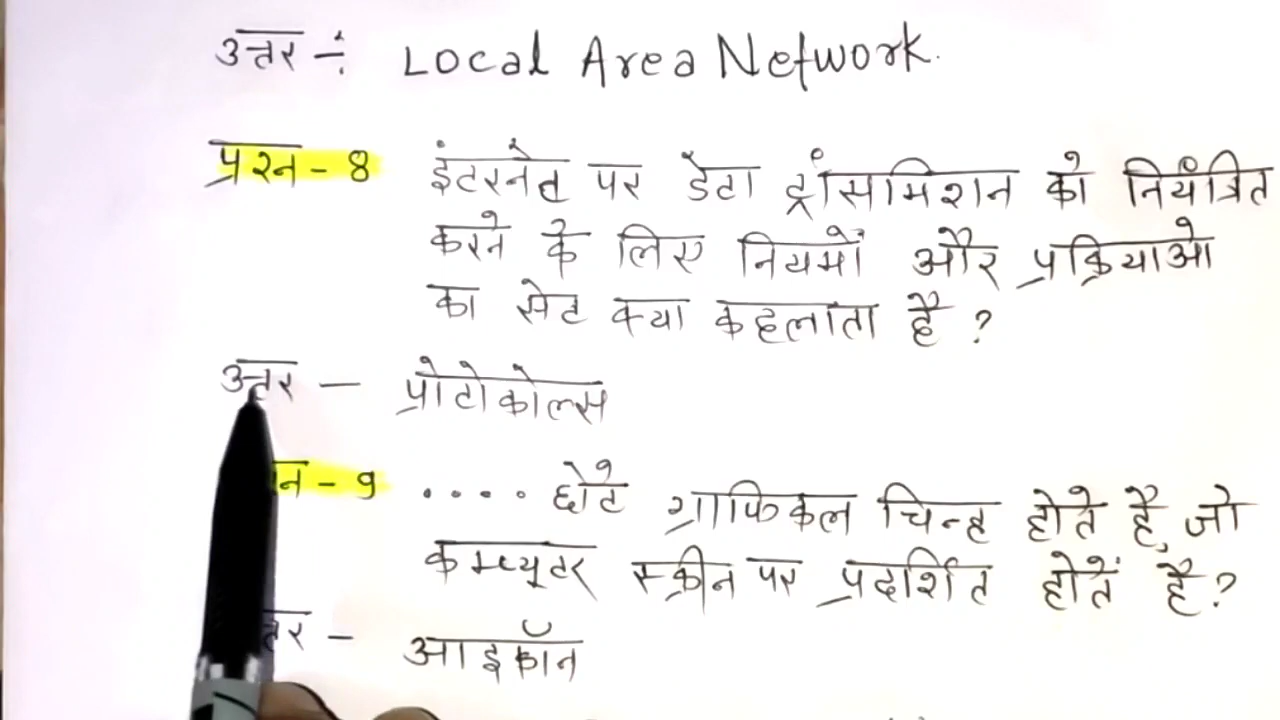 उत्तर ÷ Local Area Network.
प्रश्न - 8 इंटरनेट पर डेटा ट्रांसमिशन को नियंत्रित
करने के लिए नियमों और प्रक्रियाओ
का सेट क्या कहलाता है ?
उत्तर — प्रोटोकोल्स
न - 9 .... छोटे ग्राफिकल चिन्ह होते है, जो
कम्प्यूटर स्क्रीन पर प्रदर्शित होतें है?
तर - आइकॉन